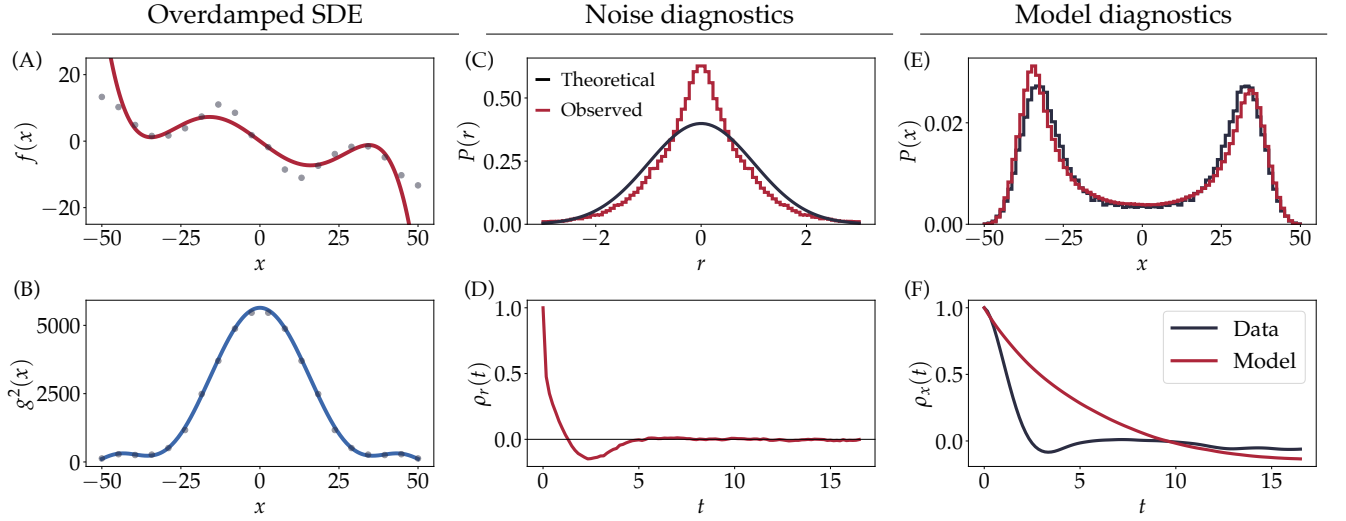 Overdamped SDE
Noise diagnostics
Model diagnostics
(A)
20
0
−20
f(x)
−50 −25 0 25 50
x
(B)
5000
2500
0
g²(x)
−50 −25 0 25 50
x
(C)
Theoretical
Observed
0.50
0.25
0.00
P(r)
−2 0 2
r
(D)
1.0
0.5
0.0
ρᵣ(t)
0 5 10 15
t
(E)
0.02
0.00
P(x)
−50 −25 0 25 50
x
(F)
Data
Model
1.0
0.5
0.0
ρₓ(t)
0 5 10 15
t